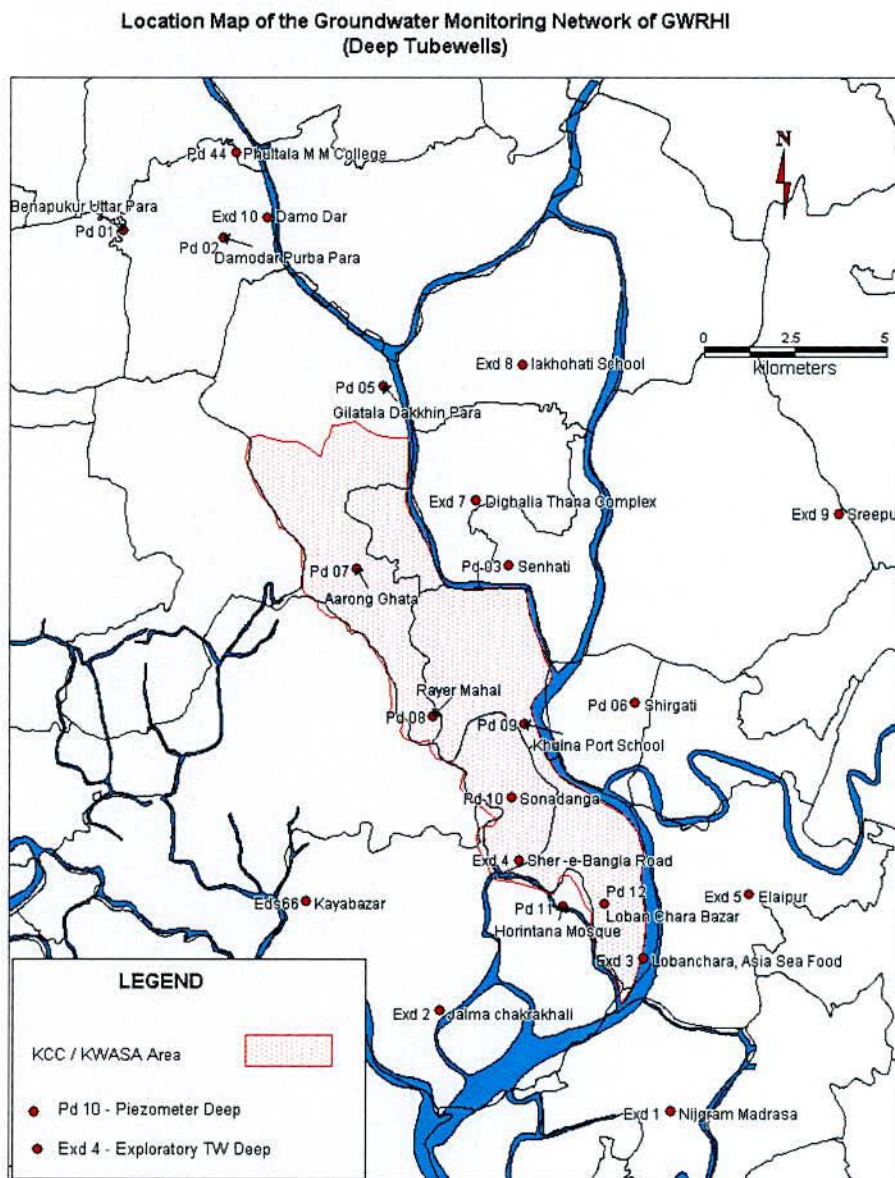 Location Map of the Groundwater Monitoring Network of GWRHI
(Deep Tubewells)
Pd 44 Phultala M M College
N
Benapukur Uttar Para
Exd 10 Damo Dar
Pd 01
Pd 02
Damodar Purba Para
0 2.5 5
kilometers
Exd 8 lakhohati School
Pd 05
Gilatala Dakkhin Para
Exd 7 Dighalia Thana Complex
Exd 9 Sreepu
Pd 03 Senhati
Pd 07
Aarong Ghata
Rayer Mahal
Pd 06 Shirgati
Pd 08
Pd 09
Khulna Port School
Pd 10 Sonadanga
Exd 4 Sher-e-Bangla Road
Exd 5 Elaipur
Eds66 Kayabazar
Pd 12
Pd 11
Loban Chara Bazar
Horintana Mosque
Exd 3 Lobanchara, Asia Sea Food
LEGEND
Exd 2 Jalma chakrakhali
KCC / KWASA Area
Pd 10 - Piezometer Deep
Exd 1 Nijgram Madrasa
Exd 4 - Exploratory TW Deep